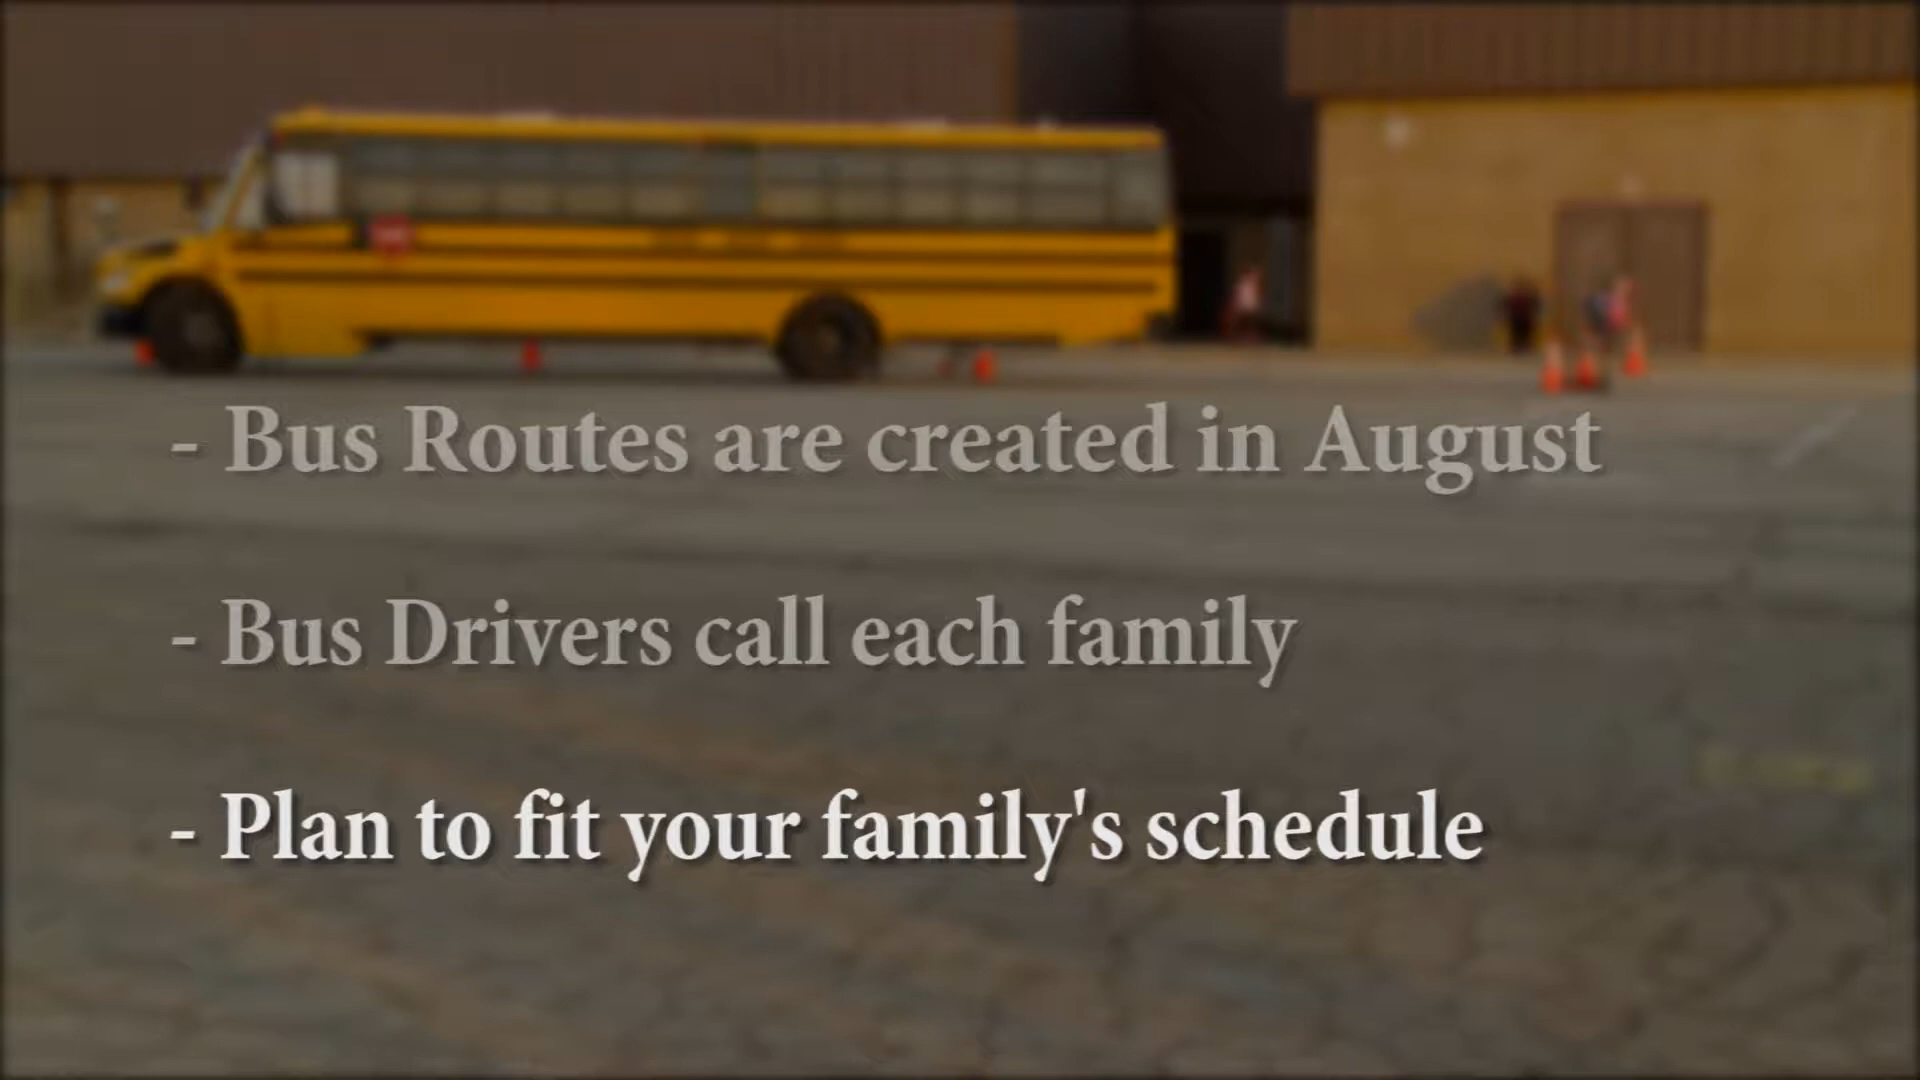 - Bus Routes are created in August
- Bus Drivers call each family
- Plan to fit your family's schedule